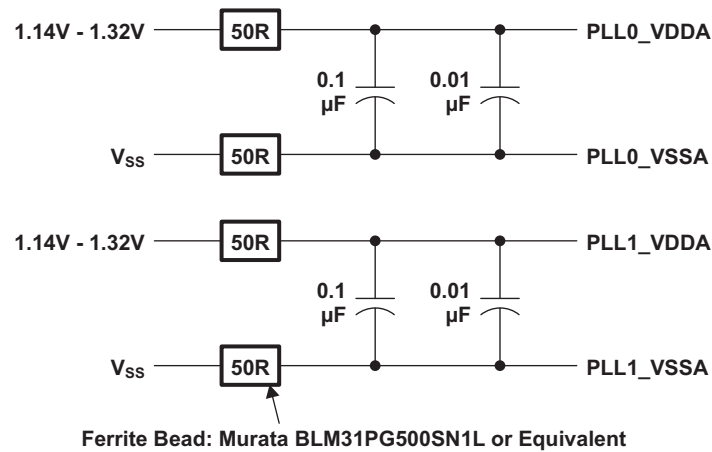 1.14V - 1.32V
50R
PLL0_VDDA
0.1 µF
0.01 µF
VSS
50R
PLL0_VSSA
1.14V - 1.32V
50R
PLL1_VDDA
0.1 µF
0.01 µF
VSS
50R
PLL1_VSSA
Ferrite Bead: Murata BLM31PG500SN1L or Equivalent